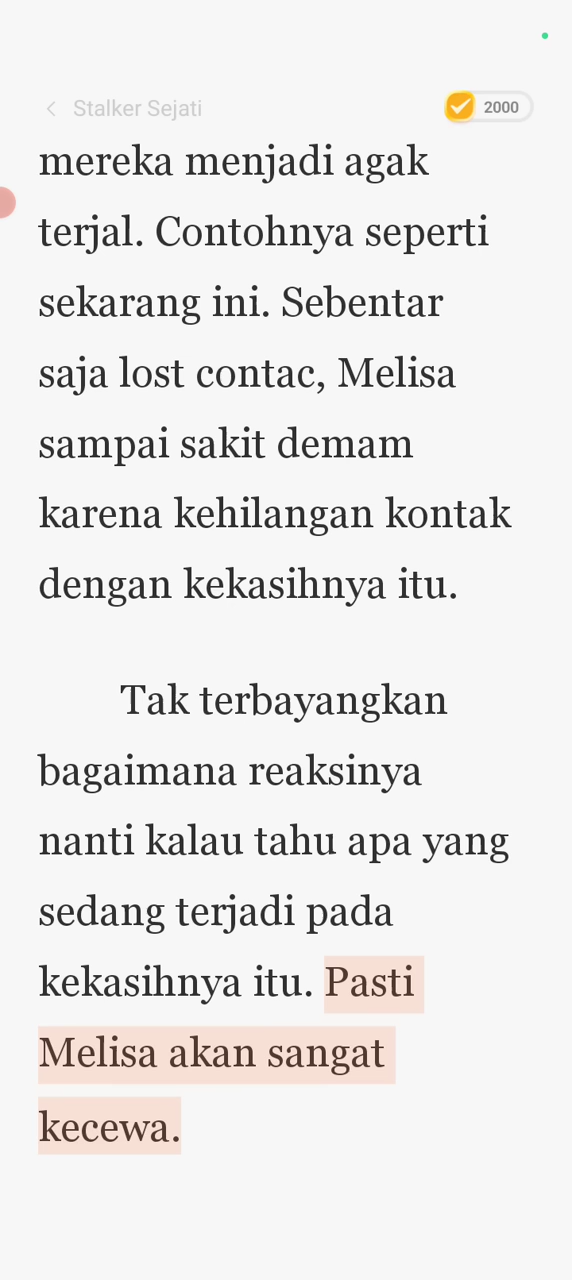 Stalker Sejati
2000
mereka menjadi agak
terjal. Contohnya seperti
sekarang ini. Sebentar
saja lost contac, Melisa
sampai sakit demam
karena kehilangan kontak
dengan kekasihnya itu.
Tak terbayangkan
bagaimana reaksinya
nanti kalau tahu apa yang
sedang terjadi pada
kekasihnya itu. Pasti
Melisa akan sangat
kecewa.